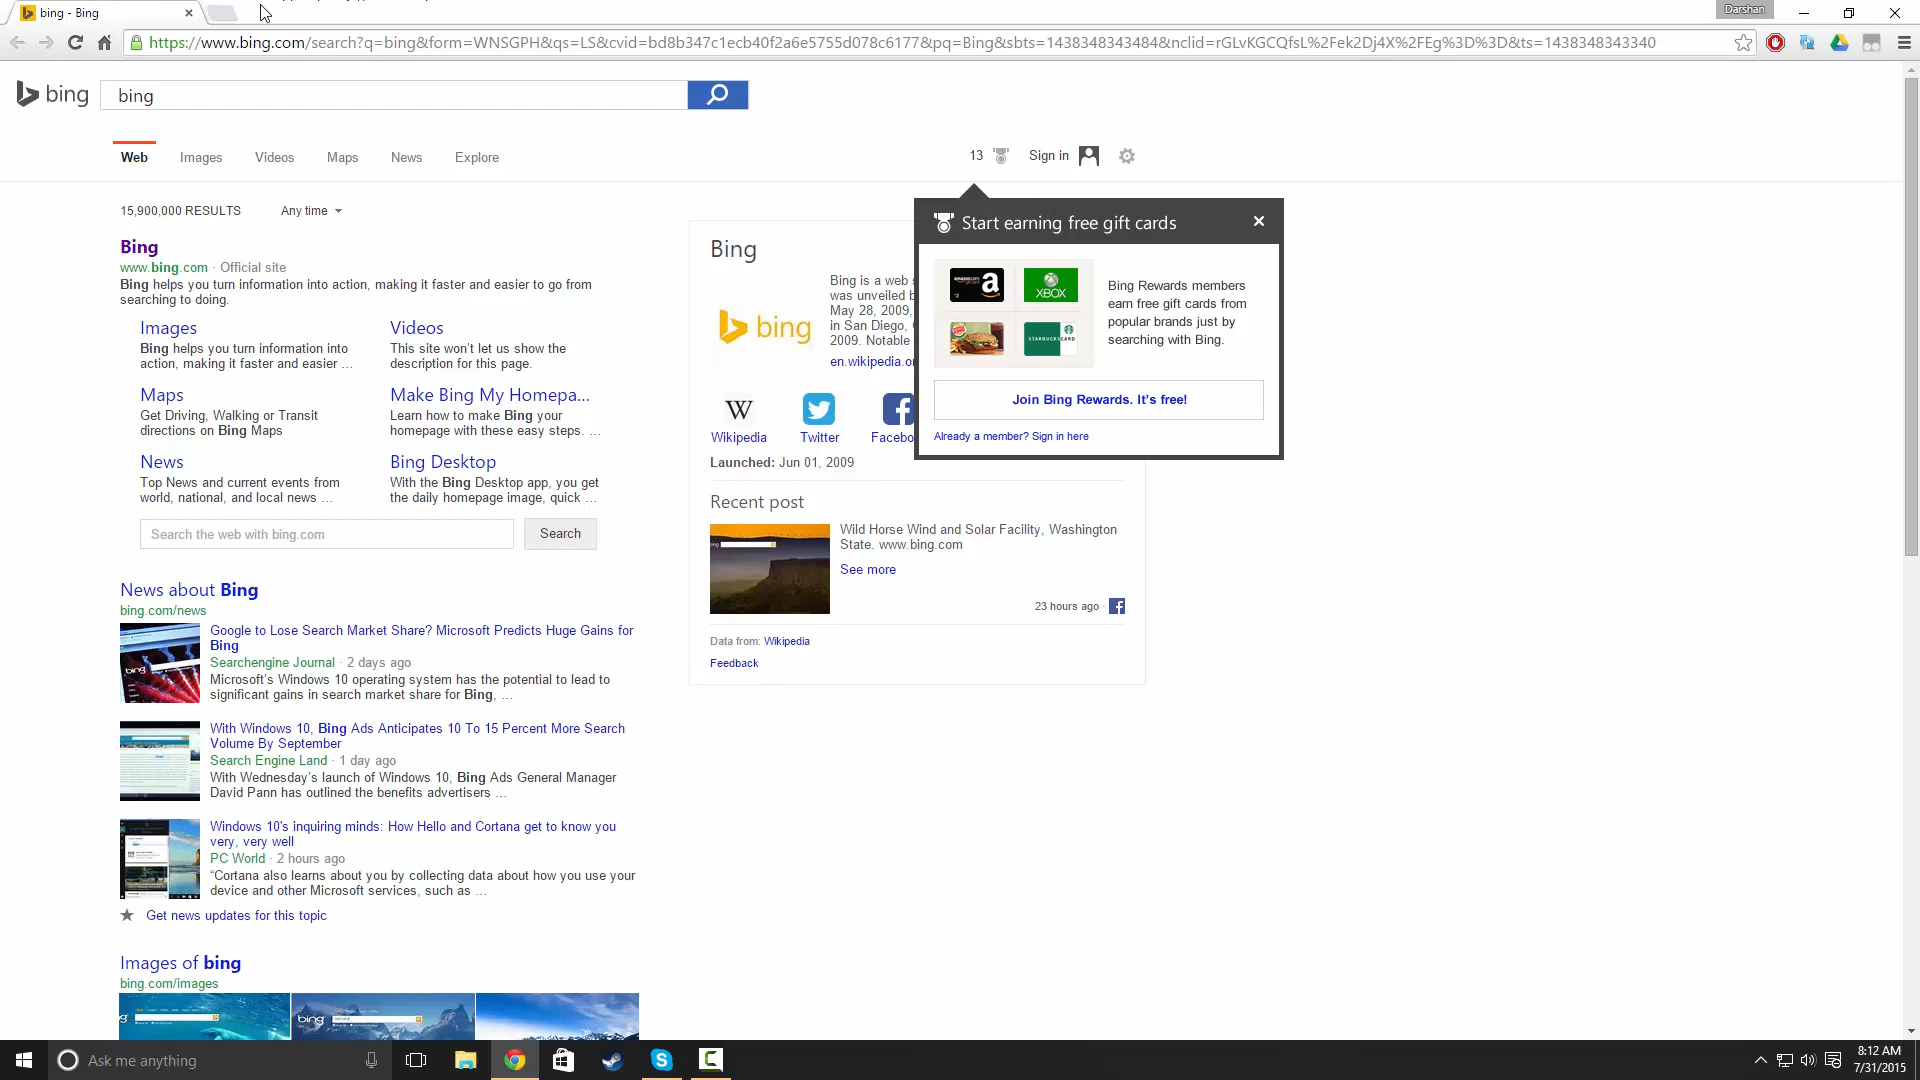 bing - Bing
Darshan
https://www.bing.com/search?q=bing&form=WNSGPH&qs=LS&cvid=bd8b347c1ecb40f2a6e5755d078c6177&pq=Bing&sbts=1438348343484&nclid=rGLvKGCQfsL%2Fek2Dj4X%2FEg%3D%3D&ts=1438348343340
bing
bing
Web Images Videos Maps News Explore
13 Sign in
15,900,000 RESULTS Any time
Bing
www.bing.com · Official site
Bing helps you turn information into action, making it faster and easier to go from
searching to doing.
Images
Bing helps you turn information into
action, making it faster and easier ...
Videos
This site won't let us show the
description for this page.
Maps
Get Driving, Walking or Transit
directions on Bing Maps
Make Bing My Homepa...
Learn how to make Bing your
homepage with these easy steps. ...
News
Top News and current events from
world, national, and local news ...
Bing Desktop
With the Bing Desktop app, you get
the daily homepage image, quick ...
Search the web with bing.com
Search
News about Bing
bing.com/news
Google to Lose Search Market Share? Microsoft Predicts Huge Gains for
Bing
Searchengine Journal · 2 days ago
Microsoft's Windows 10 operating system has the potential to lead to
significant gains in search market share for Bing, ...
With Windows 10, Bing Ads Anticipates 10 To 15 Percent More Search
Volume By September
Search Engine Land · 1 day ago
With Wednesday's launch of Windows 10, Bing Ads General Manager
David Pann has outlined the benefits advertisers ...
Windows 10's inquiring minds: How Hello and Cortana get to know you
very, very well
PC World · 2 hours ago
"Cortana also learns about you by collecting data about how you use your
device and other Microsoft services, such as ...
Get news updates for this topic
Images of bing
bing.com/images
bing
Bing
bing
Bing is a web
was unveiled
May 28, 2009,
in San Diego,
2009. Notable
en.wikipedia.or
W
Wikipedia
Twitter
Facebo
Launched: Jun 01, 2009
Recent post
Wild Horse Wind and Solar Facility, Washington
State. www.bing.com
See more
23 hours ago ·
Data from: Wikipedia
Feedback
Start earning free gift cards
XBOX
Bing Rewards members
earn free gift cards from
popular brands just by
searching with Bing.
Join Bing Rewards. It's free!
Already a member? Sign in here
Ask me anything
8:12 AM
7/31/2015